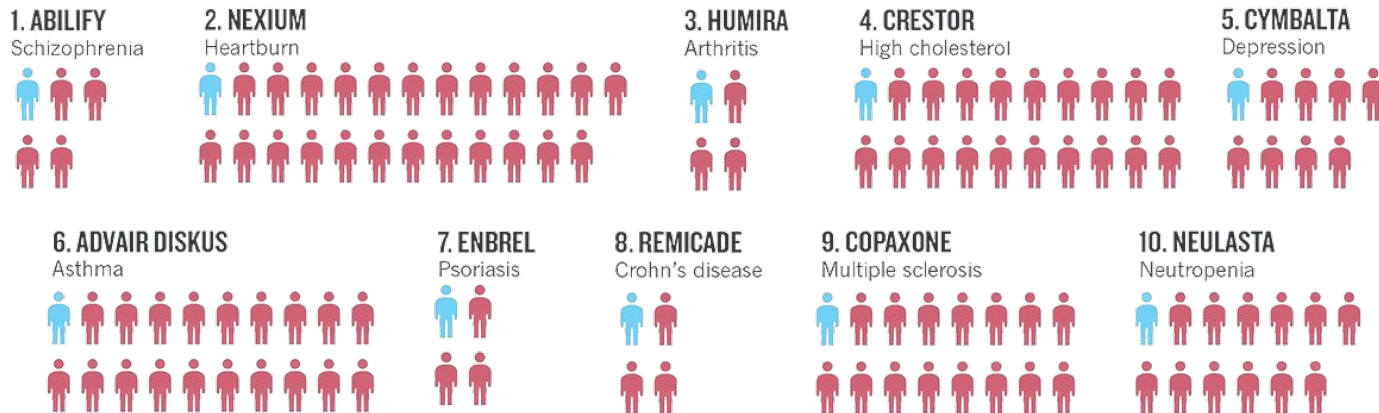 1. ABILIFY
Schizophrenia
2. NEXIUM
Heartburn
3. HUMIRA
Arthritis
4. CRESTOR
High cholesterol
5. CYMBALTA
Depression
6. ADVAIR DISKUS
Asthma
7. ENBREL
Psoriasis
8. REMICADE
Crohn's disease
9. COPAXONE
Multiple sclerosis
10. NEULASTA
Neutropenia